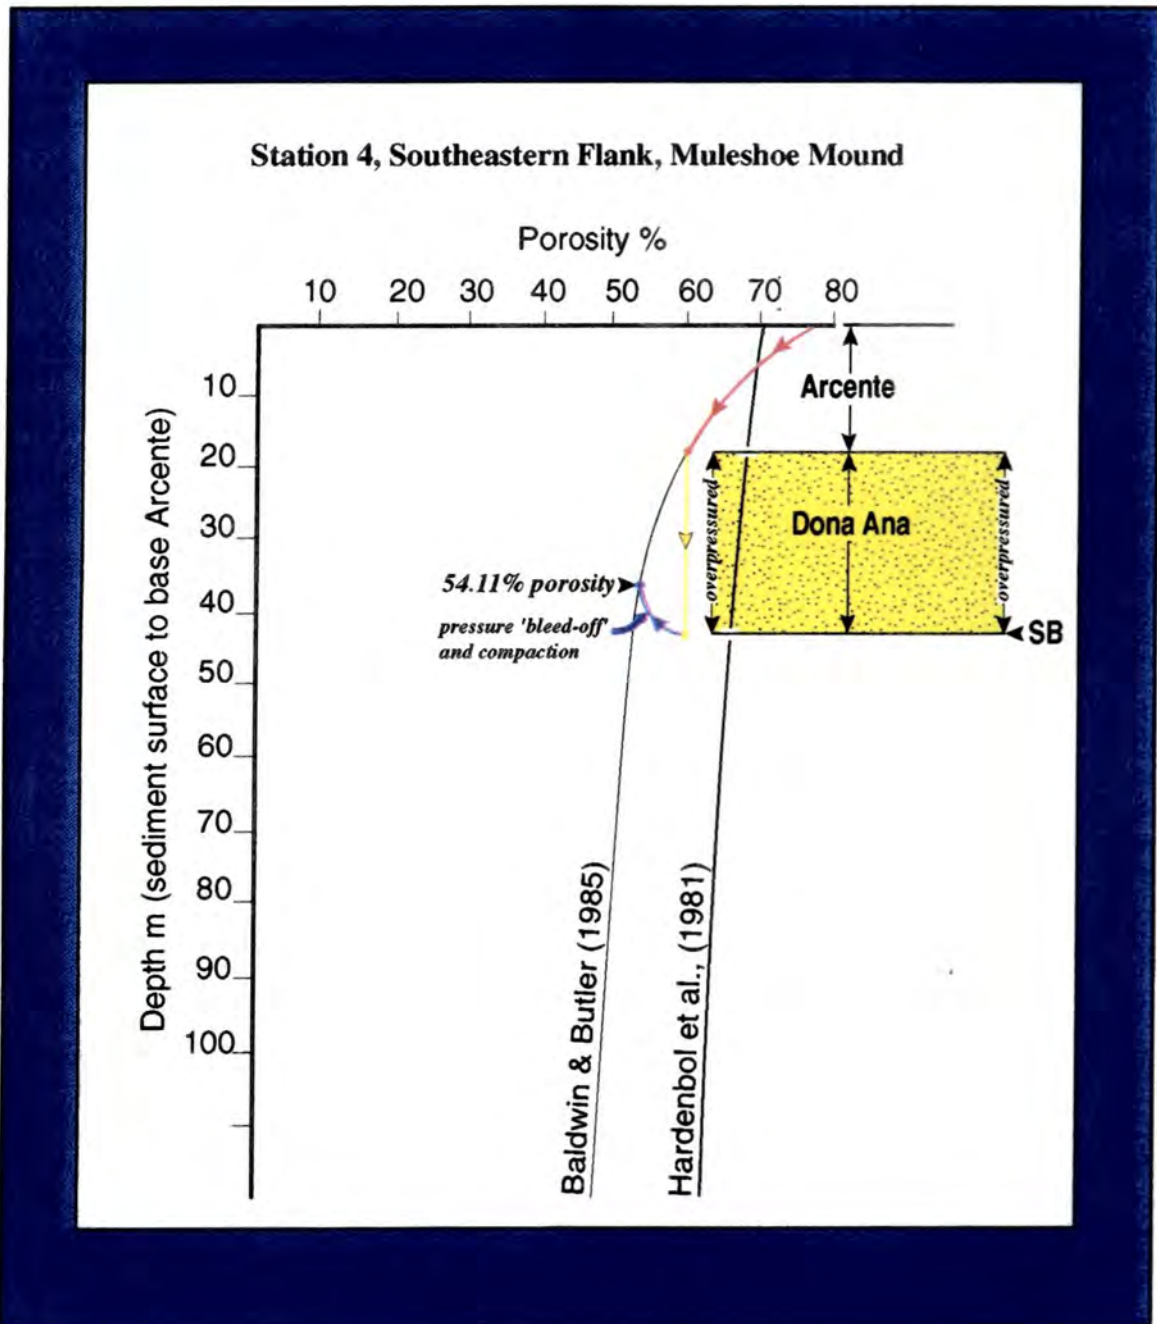 Station 4, Southeastern Flank, Muleshoe Mound
Porosity %
10 20 30 40 50 60 70 80
Depth m (sediment surface to base Arcente)
10
20
30
40
50
60
70
80
90
100
Arcente
overpressured
Dona Ana
overpressured
SB
54.11% porosity
pressure 'bleed-off'
and compaction
Baldwin & Butler (1985)
Hardenbol et al., (1981)